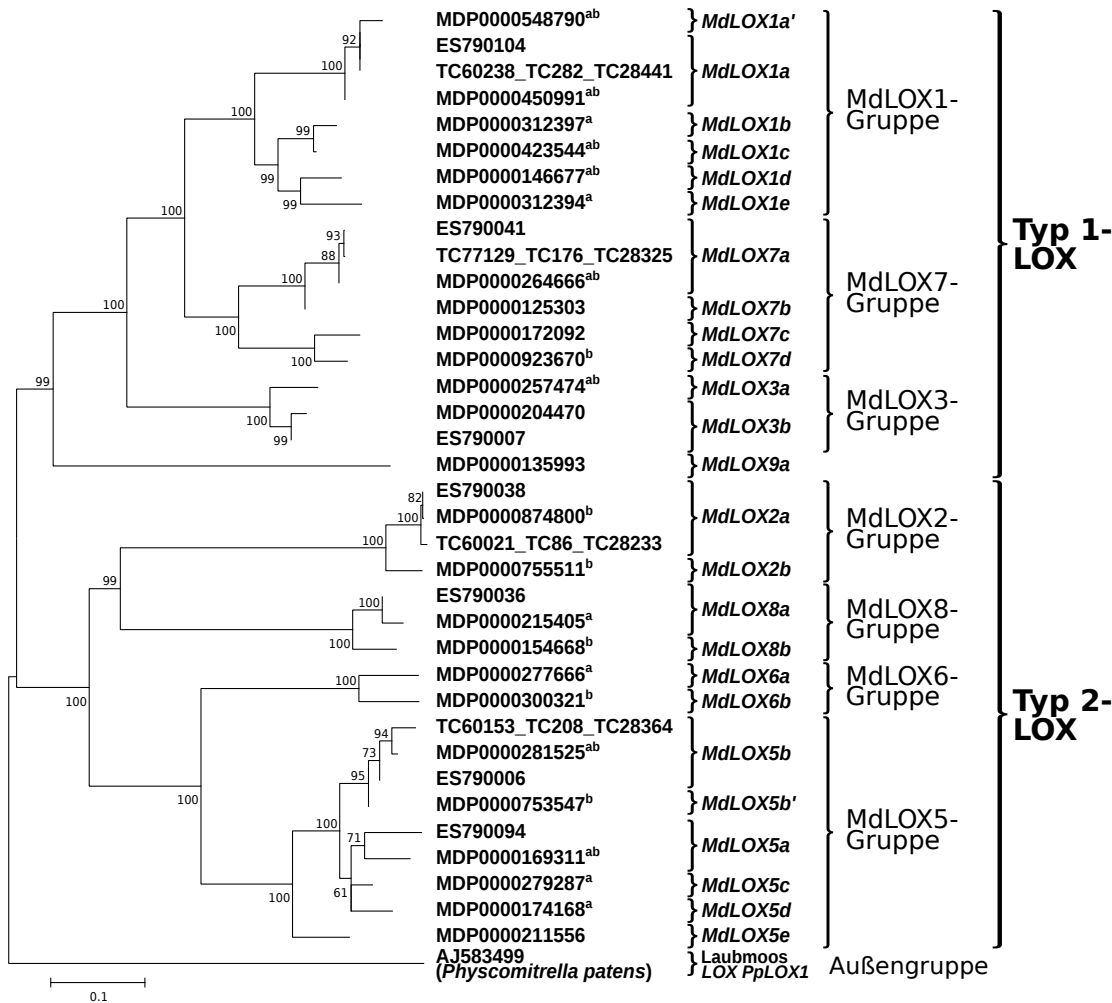 MDP0000548790ab } MdLOX1a'
ES790104
TC60238_TC282_TC28441 } MdLOX1a
MDP0000450991ab
MDP0000312397a } MdLOX1b
MDP0000423544ab } MdLOX1c
MDP0000146677ab } MdLOX1d
MDP0000312394a } MdLOX1e
MdLOX1-
Gruppe
ES790041
TC77129_TC176_TC28325 } MdLOX7a
MDP0000264666ab
MDP0000125303 } MdLOX7b
MDP0000172092 } MdLOX7c
MDP0000923670b } MdLOX7d
MdLOX7-
Gruppe
MDP0000257474ab } MdLOX3a
MDP0000204470
MdLOX3b
ES790007
MdLOX3-
Gruppe
MDP0000135993 } MdLOX9a
Typ 1-
LOX
ES790038
MDP0000874800b } MdLOX2a
TC60021_TC86_TC28233
MDP0000755511b } MdLOX2b
MdLOX2-
Gruppe
ES790036
MdLOX8a
MDP0000215405a
MDP0000154668b } MdLOX8b
MdLOX8-
Gruppe
MDP0000277666a } MdLOX6a
MDP0000300321b } MdLOX6b
MdLOX6-
Gruppe
TC60153_TC208_TC28364
MDP0000281525ab } MdLOX5b
ES790006
MDP0000753547b } MdLOX5b'
ES790094
MdLOX5a
MDP0000169311ab
MDP0000279287a } MdLOX5c
MDP0000174168a } MdLOX5d
MDP0000211556 } MdLOX5e
MdLOX5-
Gruppe
Typ 2-
LOX
AJ583499
(Physcomitrella patens)
Laubmoos
LOX PpLOX1
Außengruppe
92
100
100
99
99
99
100
93
88
100
100
100
100
100
99
99
82
100
100
99
100
100
100
100
94
73
95
100
71
61
100
100
0.1